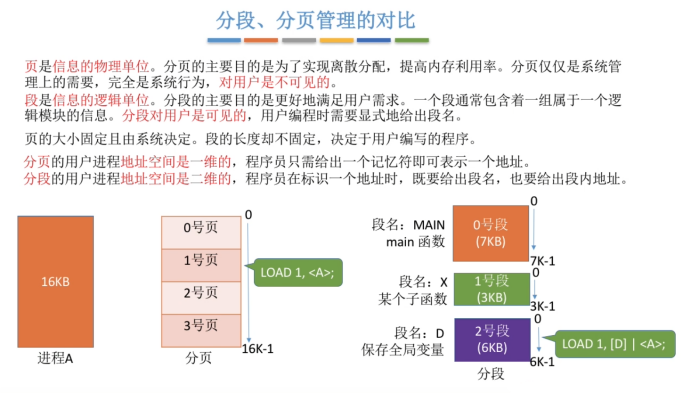 分段、分页管理的对比
页是信息的物理单位。分页的主要目的是为了实现离散分配，提高内存利用率。分页仅仅是系统管
理上的需要，完全是系统行为，对用户是不可见的。
段是信息的逻辑单位。分段的主要目的是更好地满足用户需求。一个段通常包含着一组属于一个逻
辑模块的信息。分段对用户是可见的，用户编程时需要显式地给出段名。
页的大小固定且由系统决定。段的长度却不固定，决定于用户编写的程序。
分页的用户进程地址空间是一维的，程序员只需给出一个记忆符即可表示一个地址。
分段的用户进程地址空间是二维的，程序员在标识一个地址时，既要给出段名，也要给出段内地址。
16KB
进程A
0
0号页
1号页
2号页
3号页
16K-1
分页
LOAD 1, <A>;
段名：MAIN
main 函数
0号段
(7KB)
0
7K-1
段名：X
某个子函数
1号段
(3KB)
0
3K-1
段名：D
保存全局变量
2号段
(6KB)
0
6K-1
LOAD 1, [D] | <A>;
分段